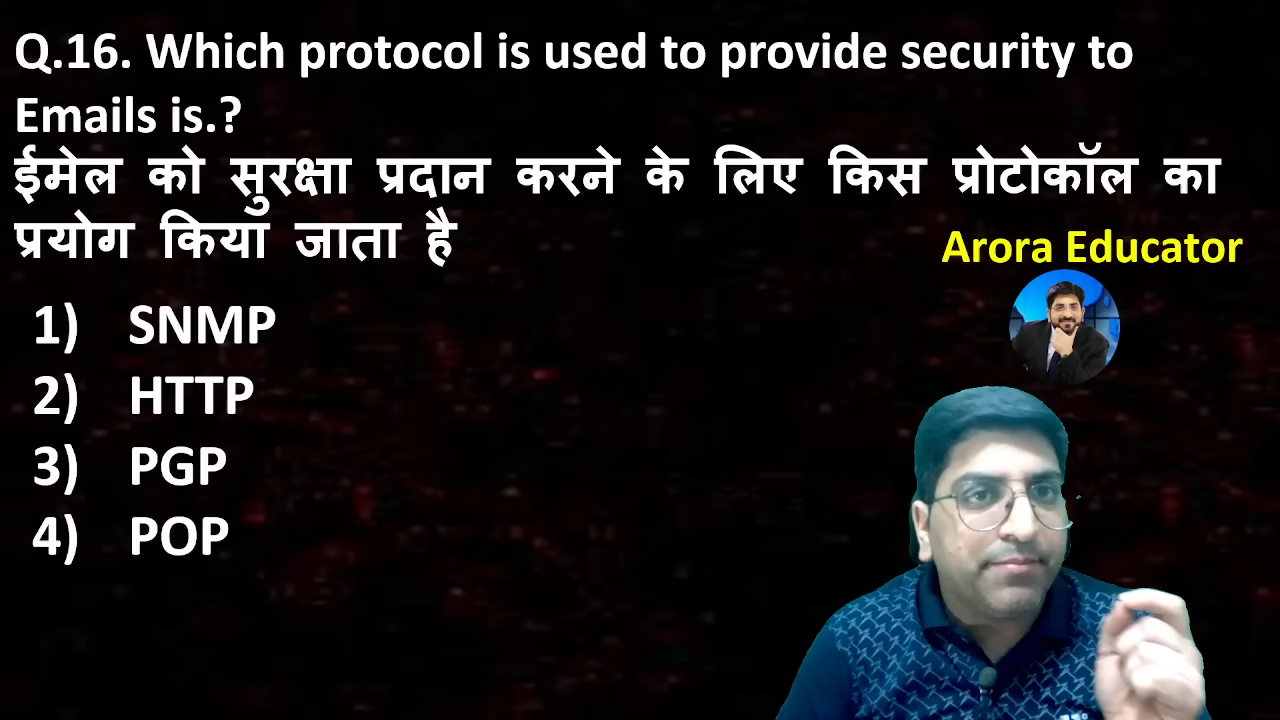 Q.16. Which protocol is used to provide security to
Emails is.?
ईमेल को सुरक्षा प्रदान करने के लिए किस प्रोटोकॉल का
प्रयोग किया जाता है
Arora Educator
1) SNMP
2) HTTP
3) PGP
4) POP